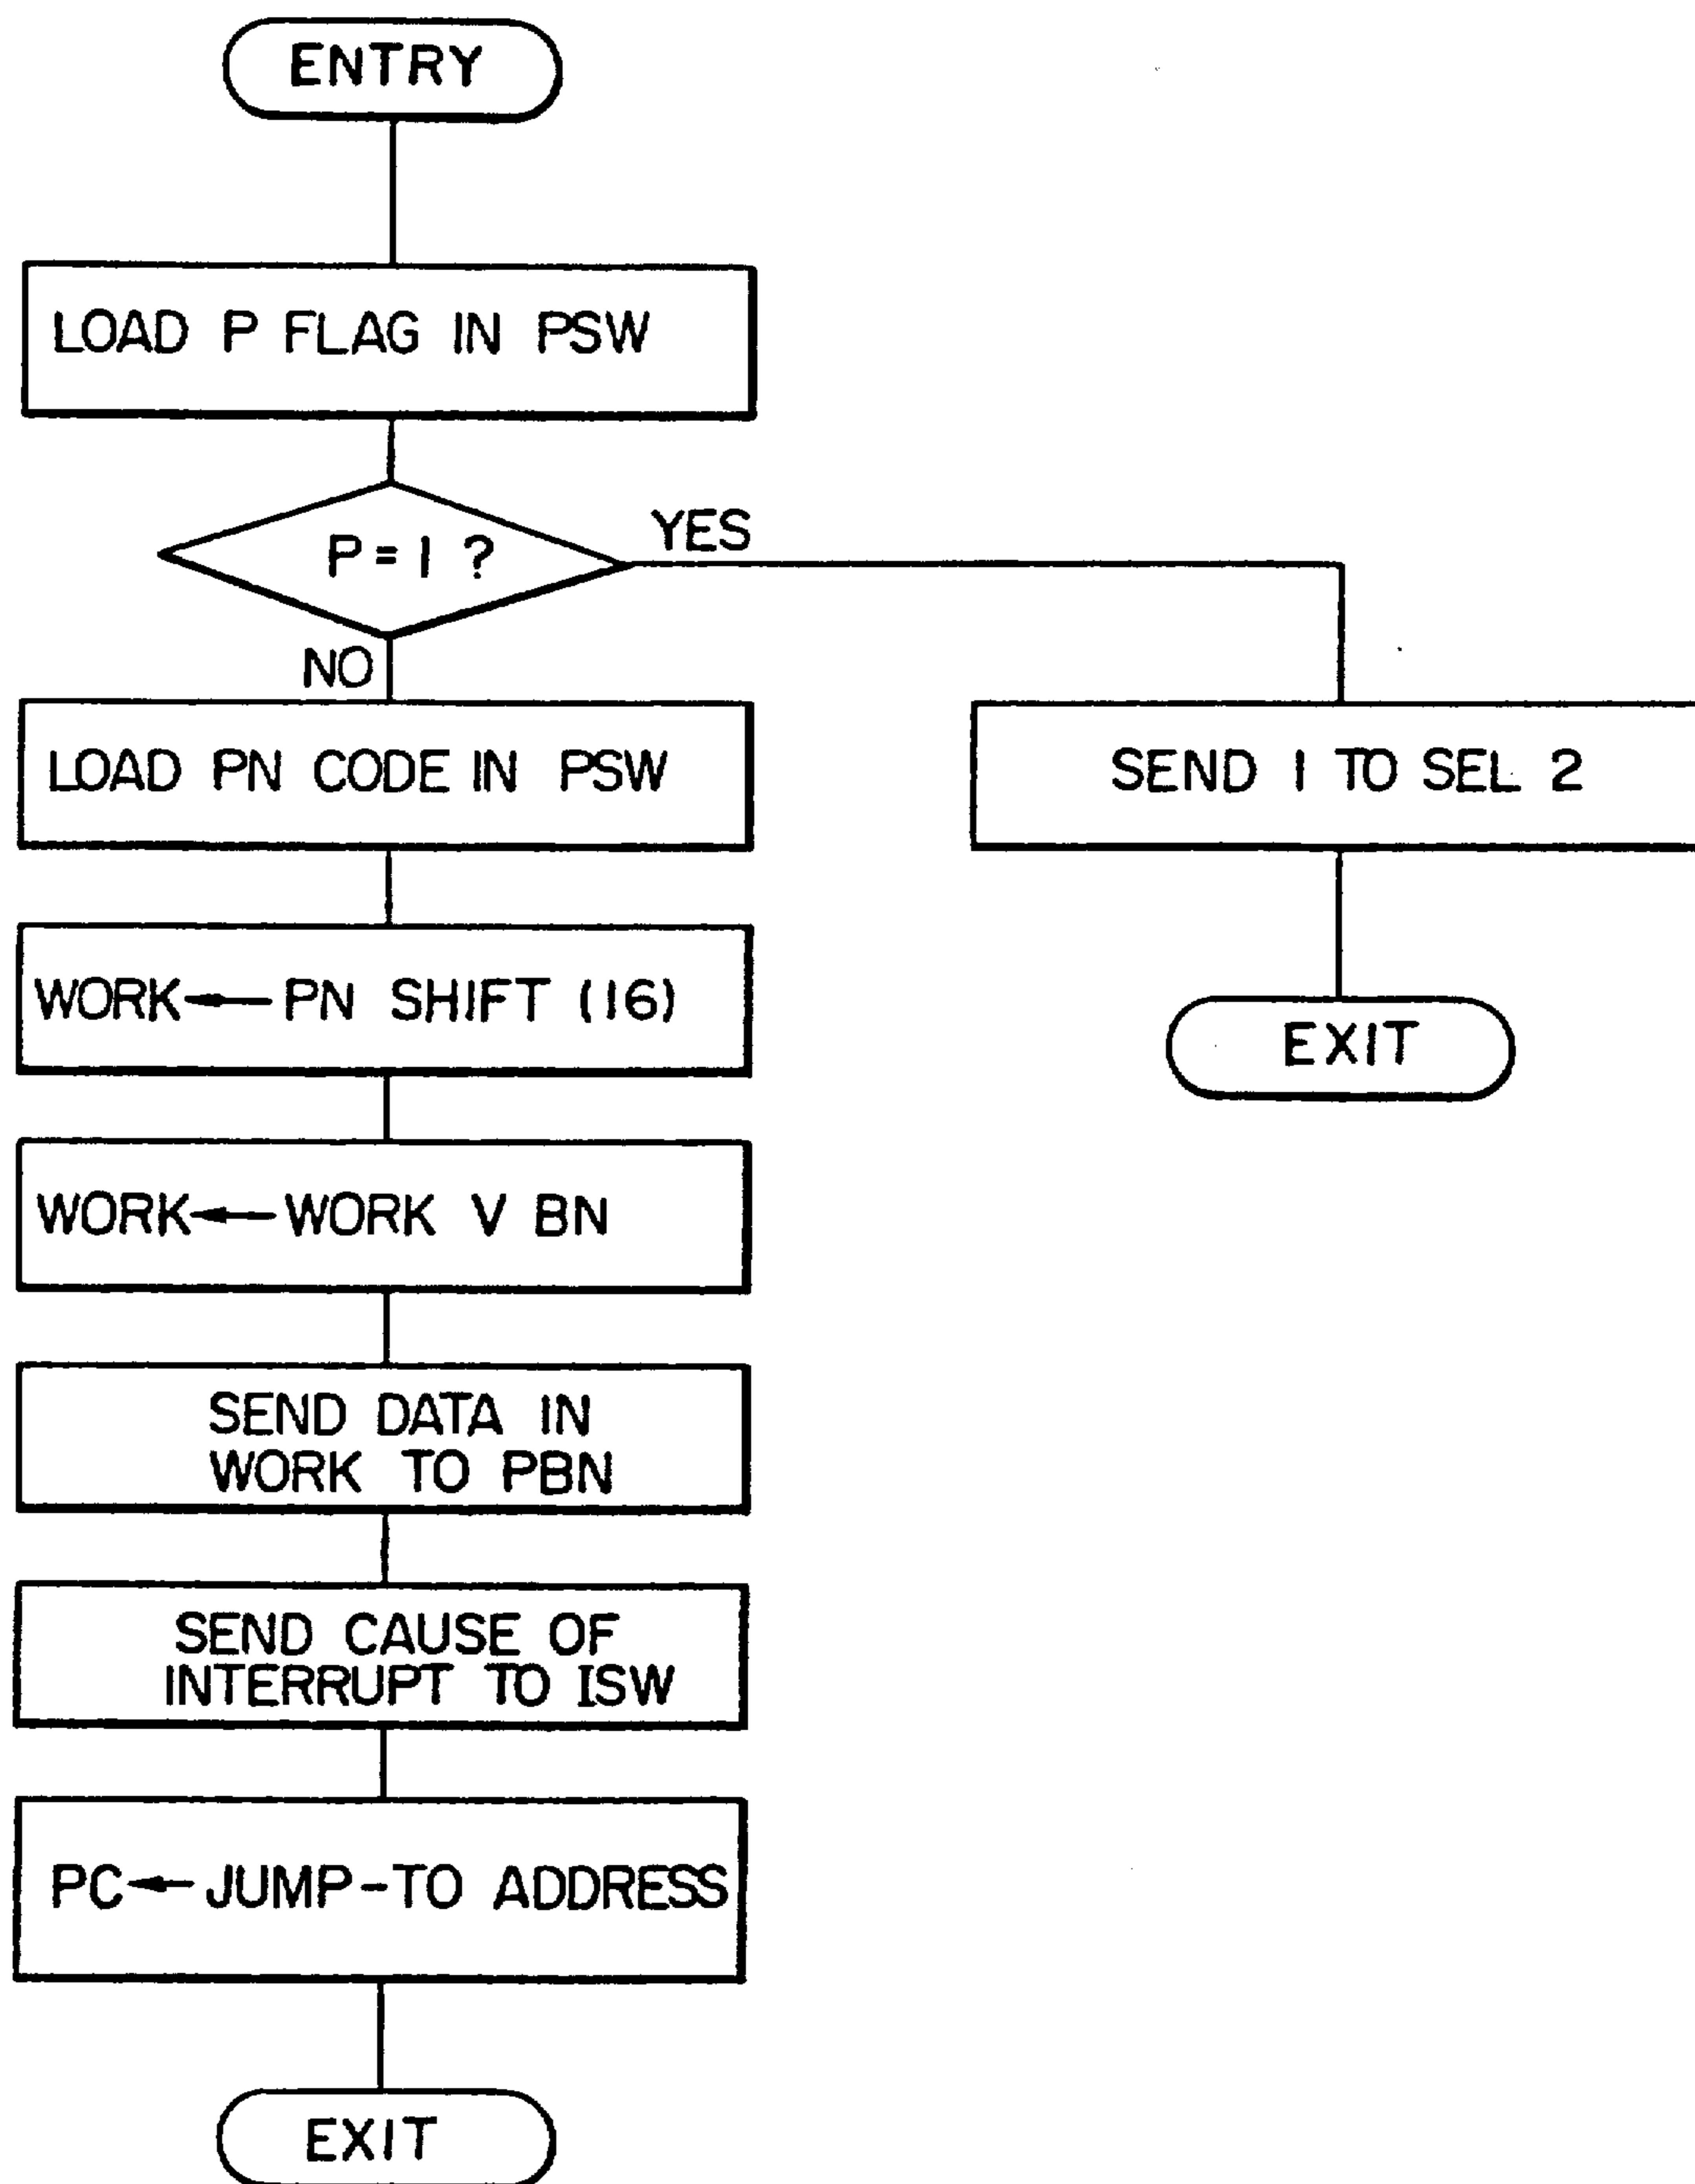 ENTRY
LOAD P FLAG IN PSW
P = 1 ?
YES
NO
LOAD PN CODE IN PSW
SEND 1 TO SEL 2
WORK ← PN SHIFT (16)
EXIT
WORK ← WORK V BN
SEND DATA IN
WORK TO PBN
SEND CAUSE OF
INTERRUPT TO ISW
PC ← JUMP-TO ADDRESS
EXIT